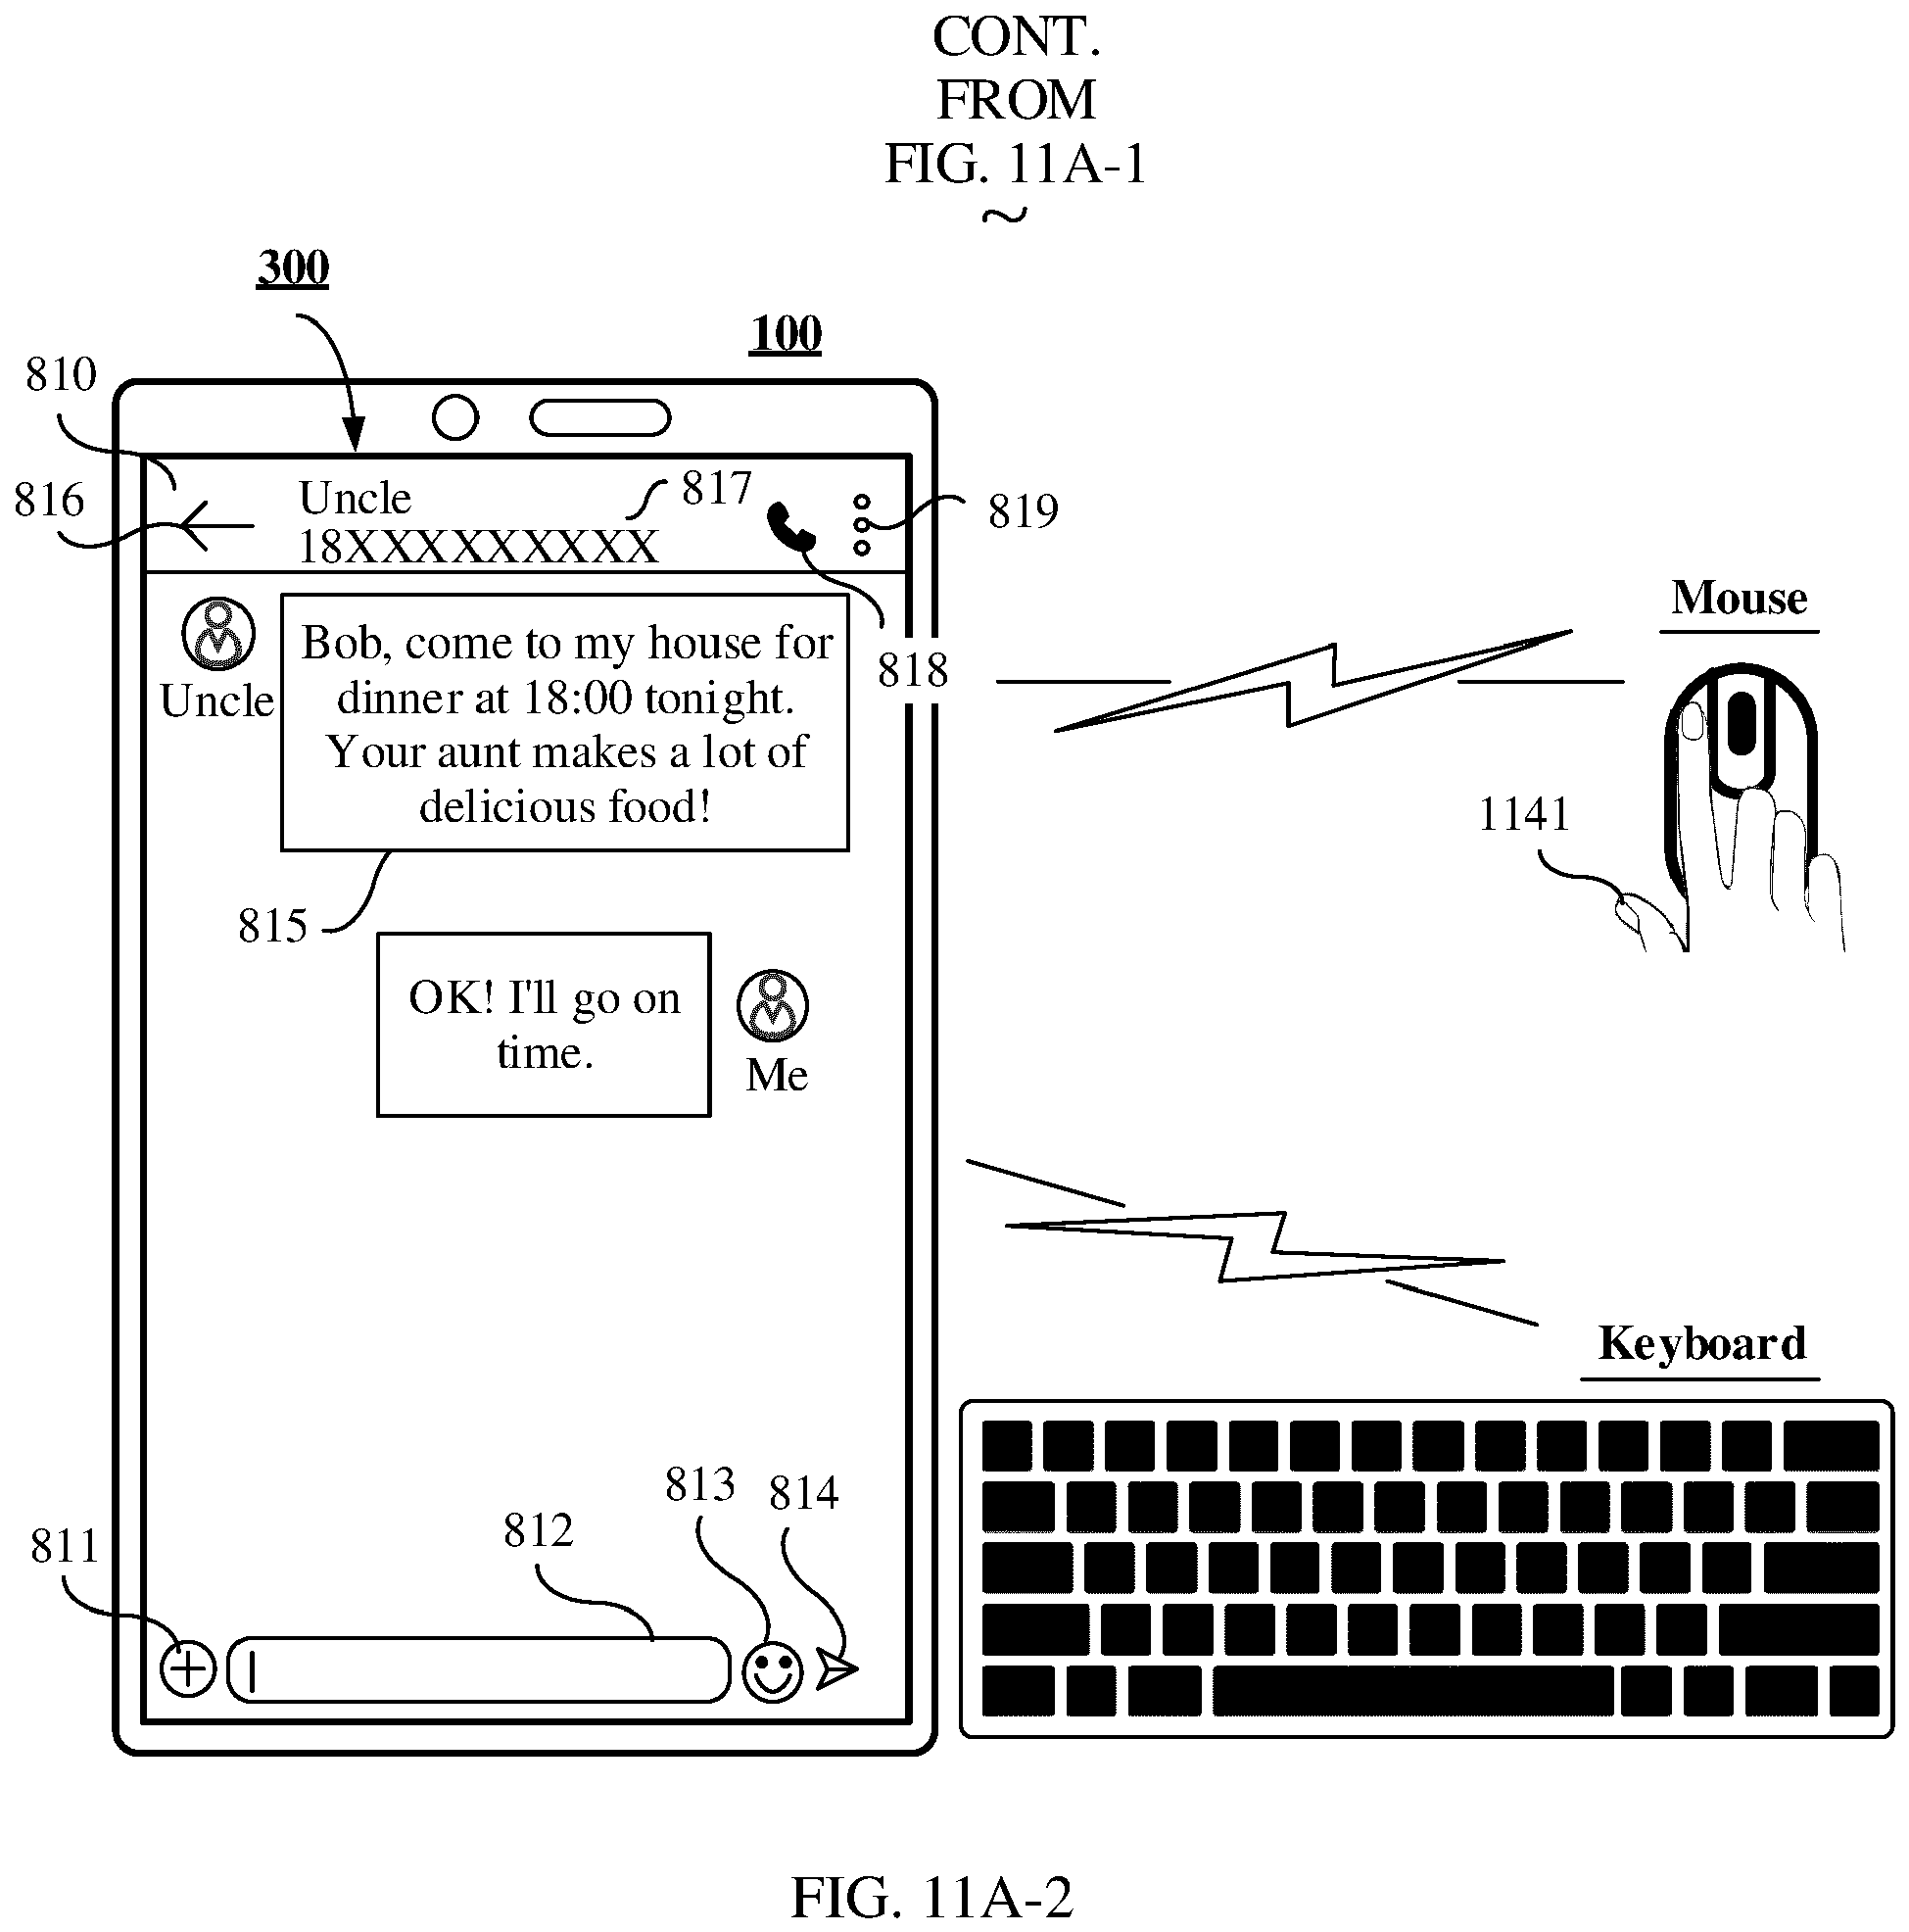 CONT.
FROM
FIG. 11A-1
300
100
810
816
Uncle
18XXXXXXXXX
817
819
Mouse
Uncle
Bob, come to my house for
dinner at 18:00 tonight.
Your aunt makes a lot of
delicious food!
818
1141
815
OK! I'll go on
time.
Me
Keyboard
811
812
813
814
FIG. 11A-2